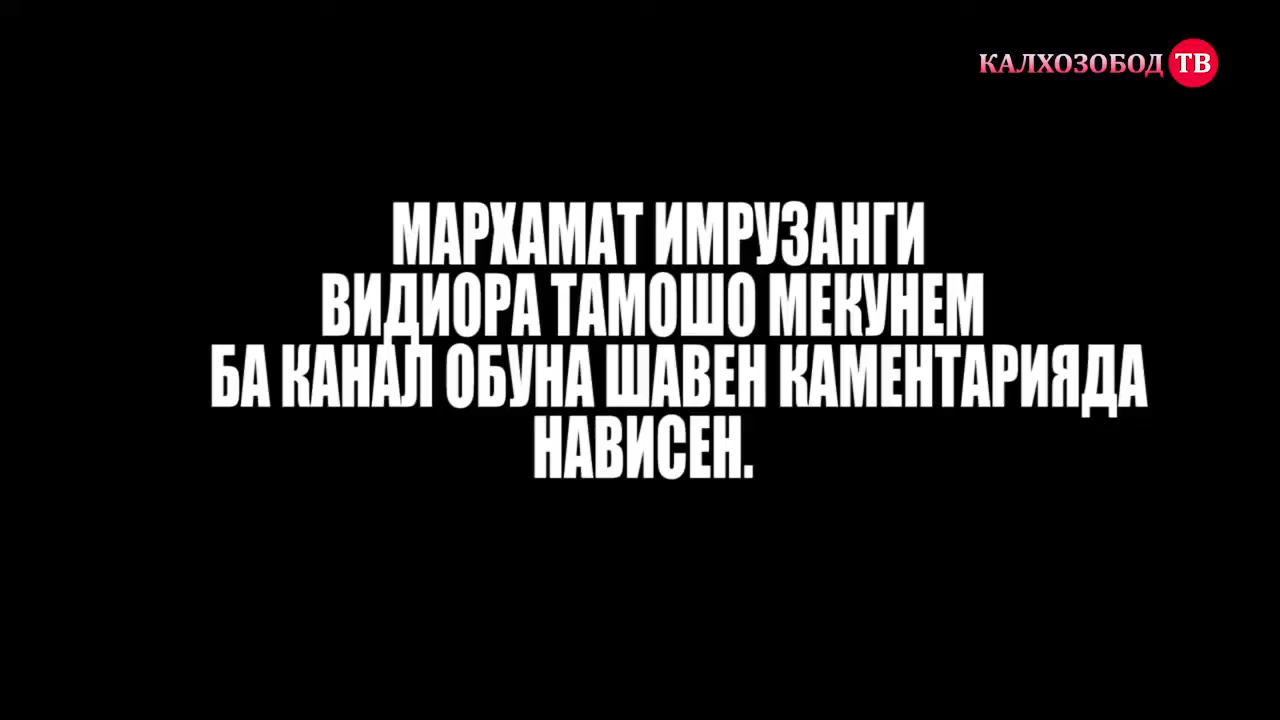 КАЛХОЗОБОД ТВ
МАРХАМАТ ИМРУЗАНГИ
ВИДИОРА ТАМОШО МЕКУНЕМ
БА КАНАЛ ОБУНА ШАВЕН КАМЕНТАРИЯДА
НАВИСЕН.